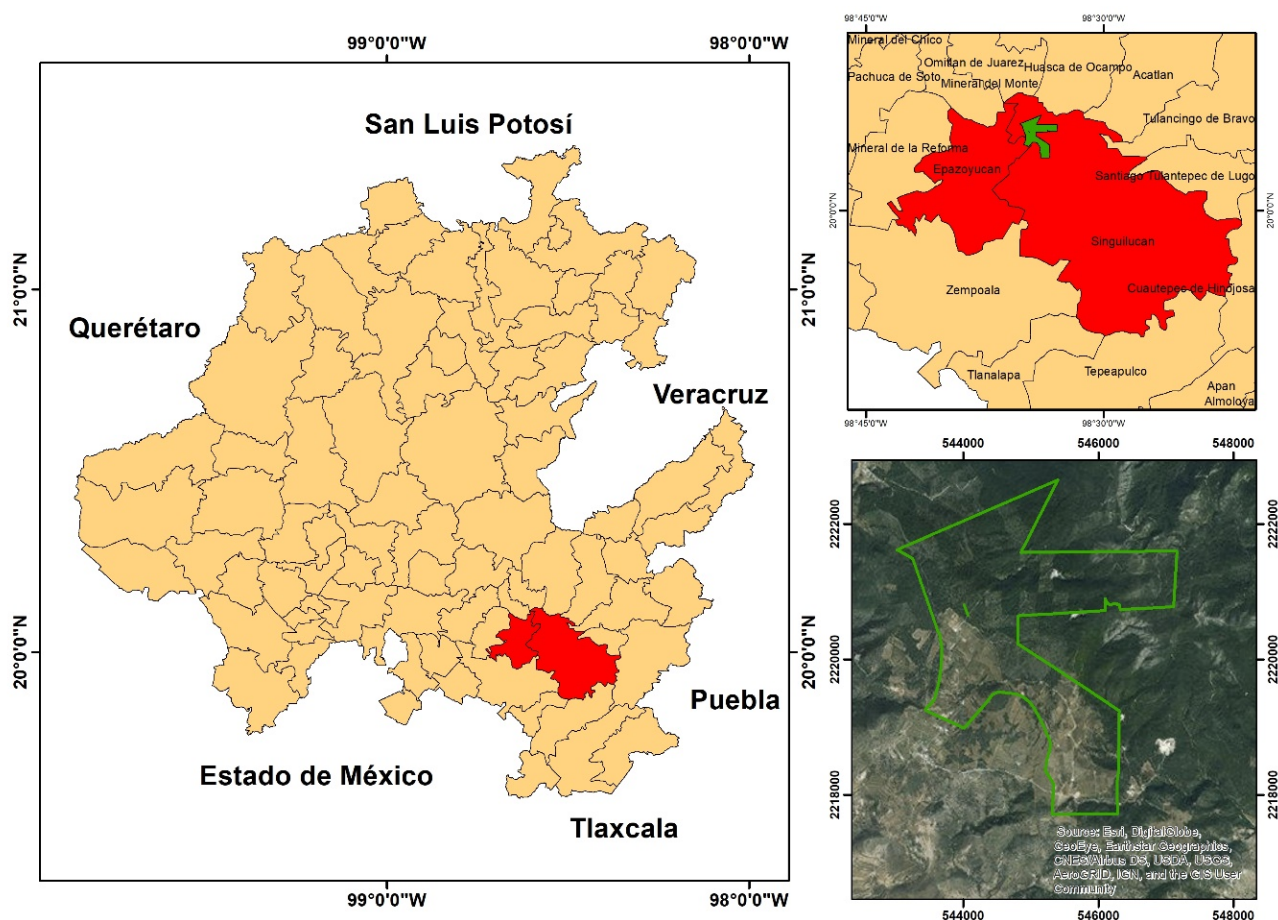 99°0'0"W
98°0'0"W
San Luis Potosí
21°0'0"N
21°0'0"N
Querétaro
Veracruz
20°0'0"N
20°0'0"N
Puebla
Estado de México
Tlaxcala
99°0'0"W
98°0'0"W
98°45'0"W
98°30'0"W
Mineral del Chico
Omitlan de Juarez
Huasca de Ocampo
Pachuca de Soto
Mineral del Monte
Acatlan
Tulancingo de Bravo
Mineral de la Reforma
Epazoyucan
Santiago Tulantepec de Lugo
20°0'0"N
20°0'0"N
Singuilucan
Zempoala
Cuautepec de Hinojosa
Tlanalapa
Tepeapulco
Apan
Almoloya
98°45'0"W
98°30'0"W
544000
546000
548000
2222000
2222000
2220000
2220000
2218000
2218000
Source: Esri, DigitalGlobe,
GeoEye, Earthstar Geographics,
CNES/Airbus DS, USDA, USGS,
AeroGRID, IGN, and the GIS User
Community
544000
546000
548000